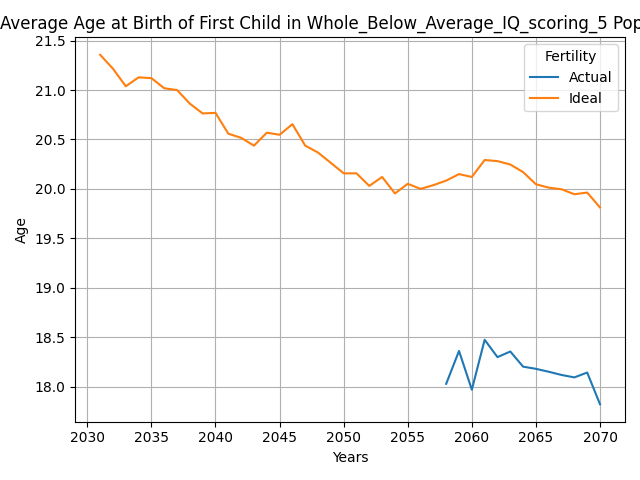 Average Age at Birth of First Child in Whole_Below_Average_IQ_scoring_5 Pop
Fertility
Actual
Ideal
21.5
21.0
20.5
20.0
19.5
19.0
18.5
18.0
Age
2030 2035 2040 2045 2050 2055 2060 2065 2070
Years